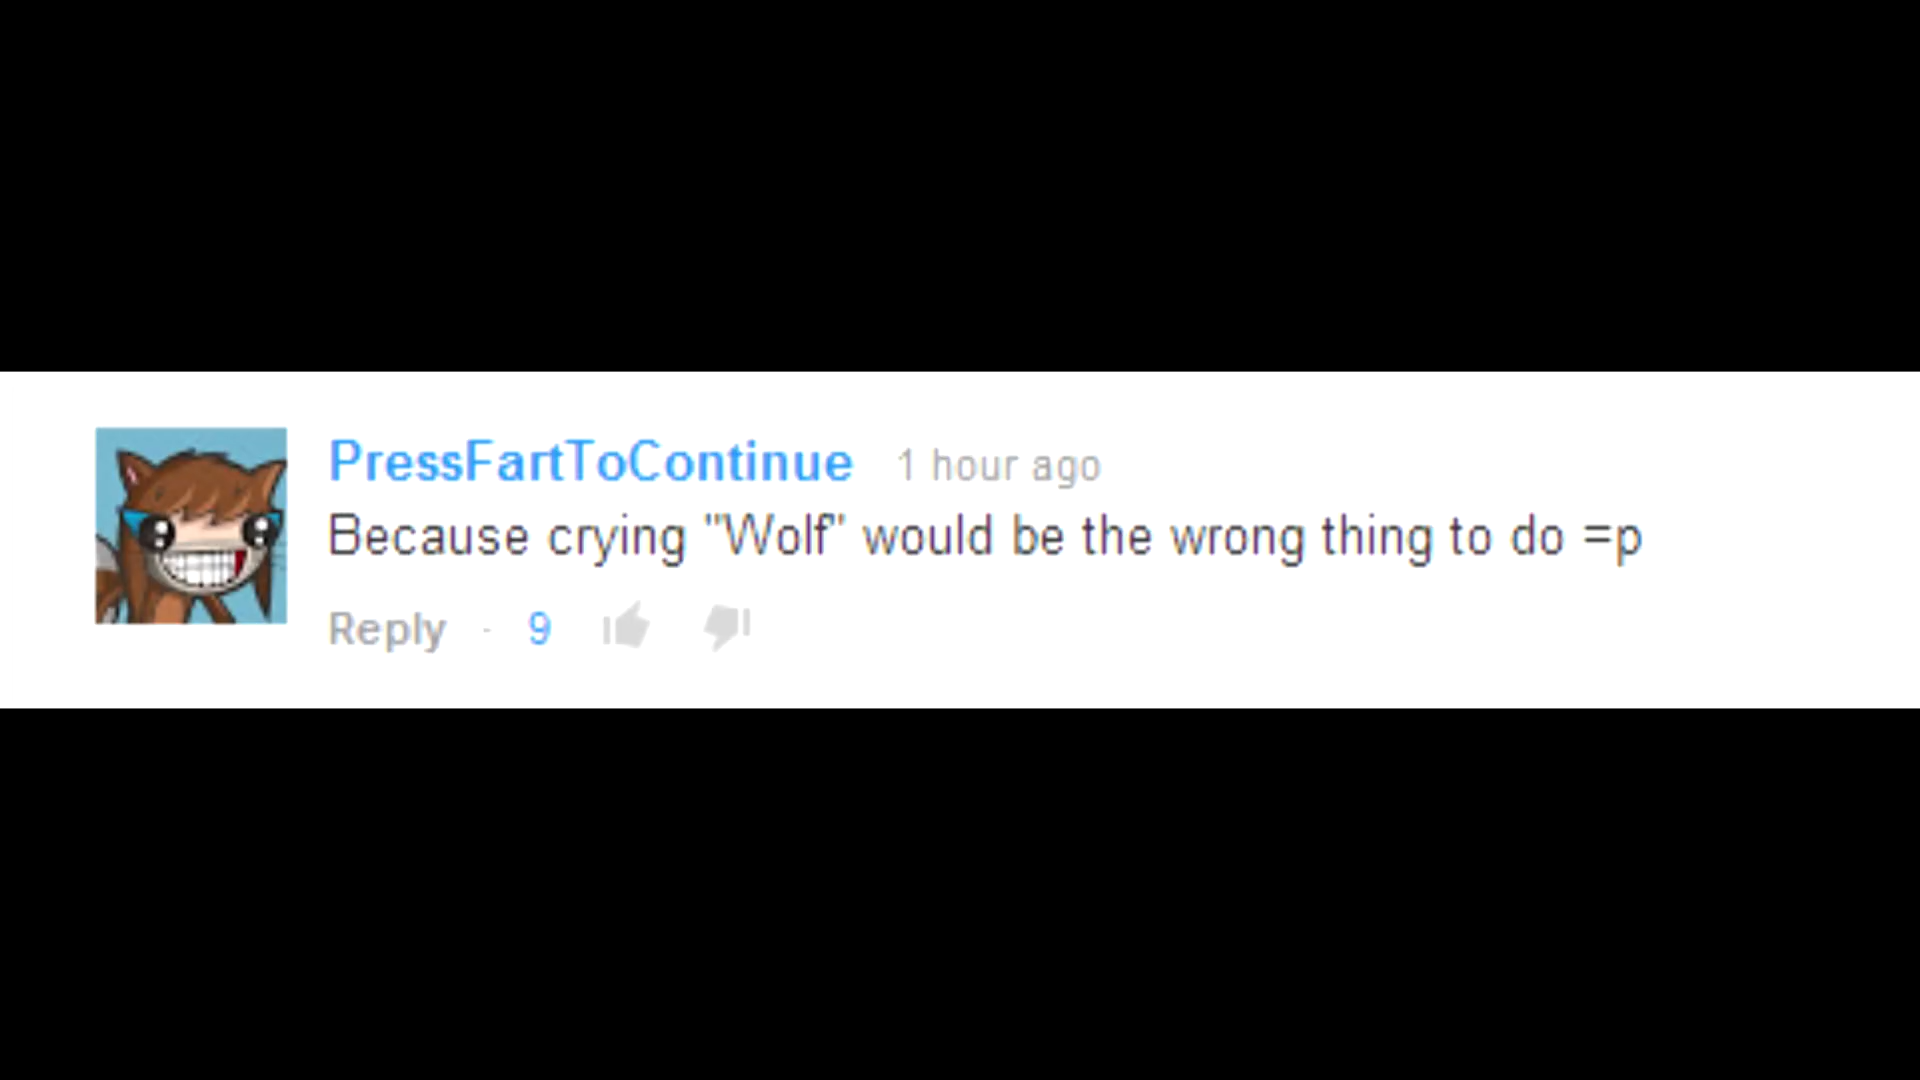 PressFartToContinue 1 hour ago
Because crying "Wolf" would be the wrong thing to do =p
Reply · 9